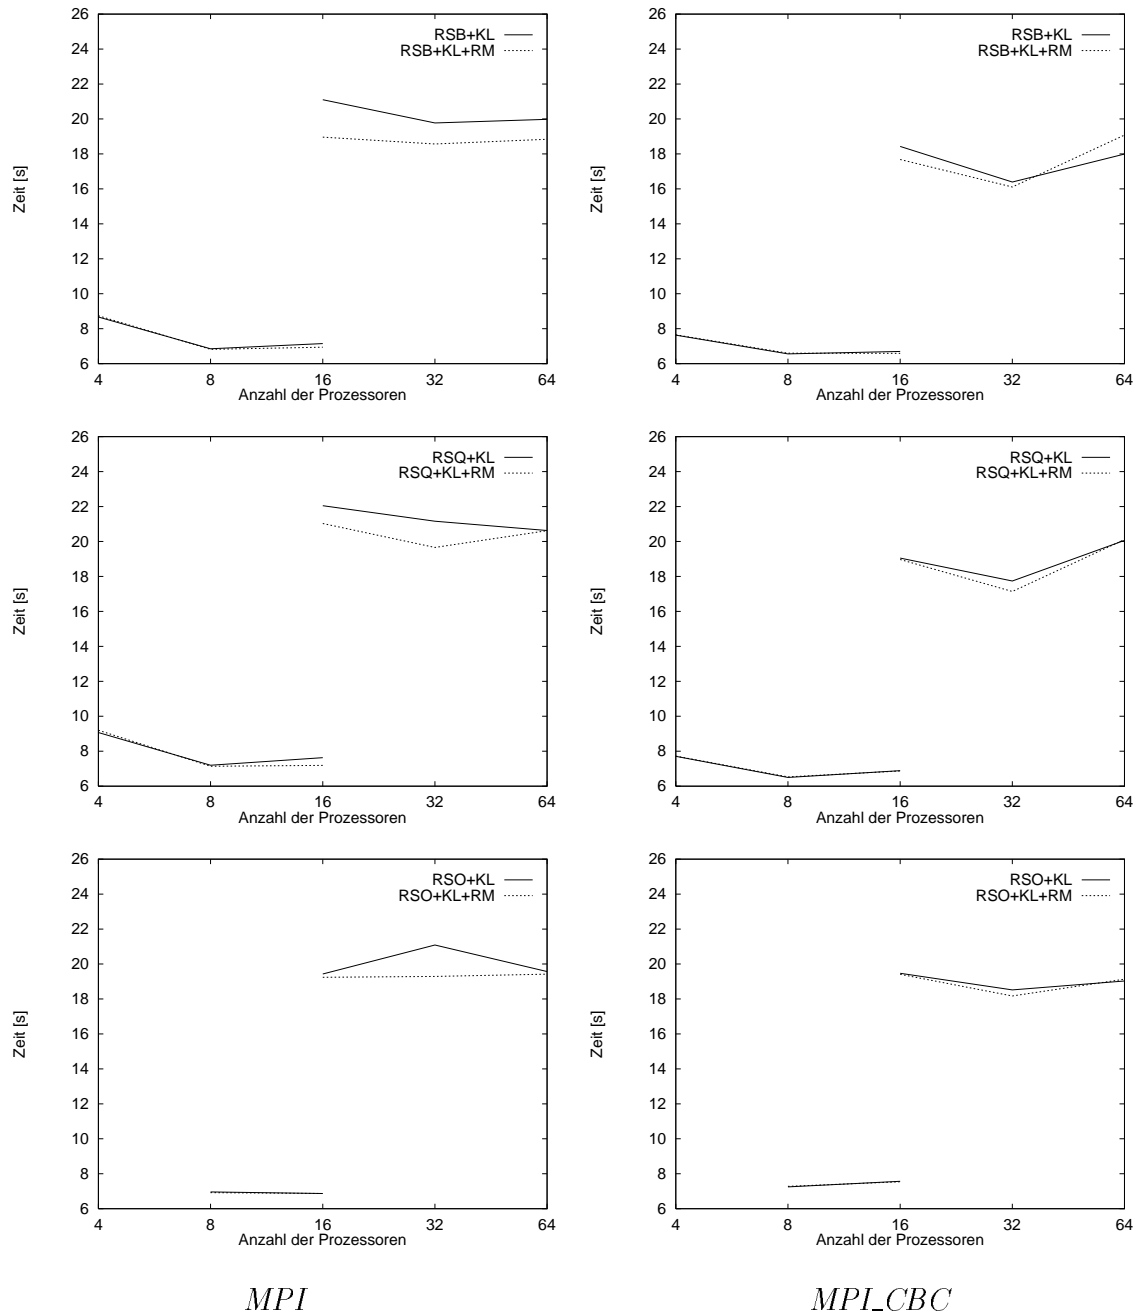 26
24
22
20
18
16
14
12
10
8
6
4 8 16 32 64
Zeit [s]
Anzahl der Prozessoren
RSB+KL
RSB+KL+RM
26
24
22
20
18
16
14
12
10
8
6
4 8 16 32 64
Zeit [s]
Anzahl der Prozessoren
RSB+KL
RSB+KL+RM
26
24
22
20
18
16
14
12
10
8
6
4 8 16 32 64
Zeit [s]
Anzahl der Prozessoren
RSQ+KL
RSQ+KL+RM
26
24
22
20
18
16
14
12
10
8
6
4 8 16 32 64
Zeit [s]
Anzahl der Prozessoren
RSQ+KL
RSQ+KL+RM
26
24
22
20
18
16
14
12
10
8
6
4 8 16 32 64
Zeit [s]
Anzahl der Prozessoren
RSO+KL
RSO+KL+RM
26
24
22
20
18
16
14
12
10
8
6
4 8 16 32 64
Zeit [s]
Anzahl der Prozessoren
RSO+KL
RSO+KL+RM
MPI
MPI_CBC